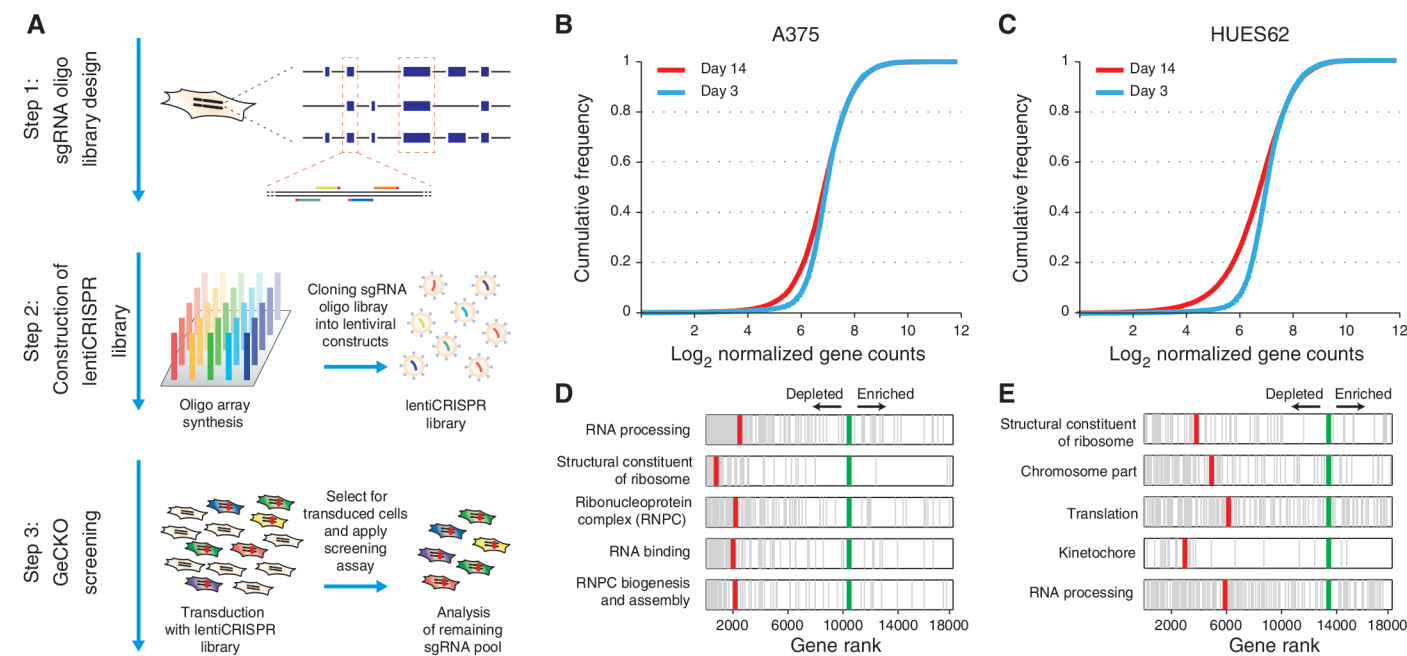 A
Step 1:
sgRNA oligo
library design
Step 2:
Construction of
lentiCRISPR
library
Oligo array
synthesis
Cloning sgRNA
oligo libray
into lentiviral
constructs
lentiCRISPR
library
Step 3:
GeCKO
screening
Transduction
with lentiCRISPR
library
Select for
transduced cells
and apply
screening
assay
Analysis
of remaining
sgRNA pool
B
A375
Cumulative frequency
1
0.8
0.6
0.4
0.2
0
Day 14
Day 3
2 4 6 8 10 12
Log2 normalized gene counts
C
HUES62
Cumulative frequency
1
0.8
0.6
0.4
0.2
0
Day 14
Day 3
2 4 6 8 10 12
Log2 normalized gene counts
D
Depleted Enriched
RNA processing
Structural constituent
of ribosome
Ribonucleoprotein
complex (RNPC)
RNA binding
RNPC biogenesis
and assembly
2000 6000 10000 14000 18000
Gene rank
E
Depleted Enriched
Structural constituent
of ribosome
Chromosome part
Translation
Kinetochore
RNA processing
2000 6000 10000 14000 18000
Gene rank